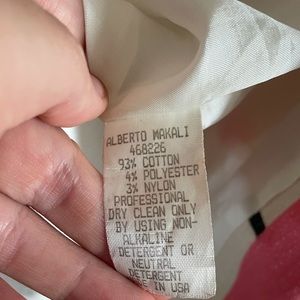 ALBERTO MAKALI
468226
93% COTTON
4% POLYESTER
3% NYLON
PROFESSIONAL
DRY CLEAN ONLY
BY USING NON-
ALKALINE
DETERGENT OR
NEUTRAL
DETERGENT
MADE IN USA